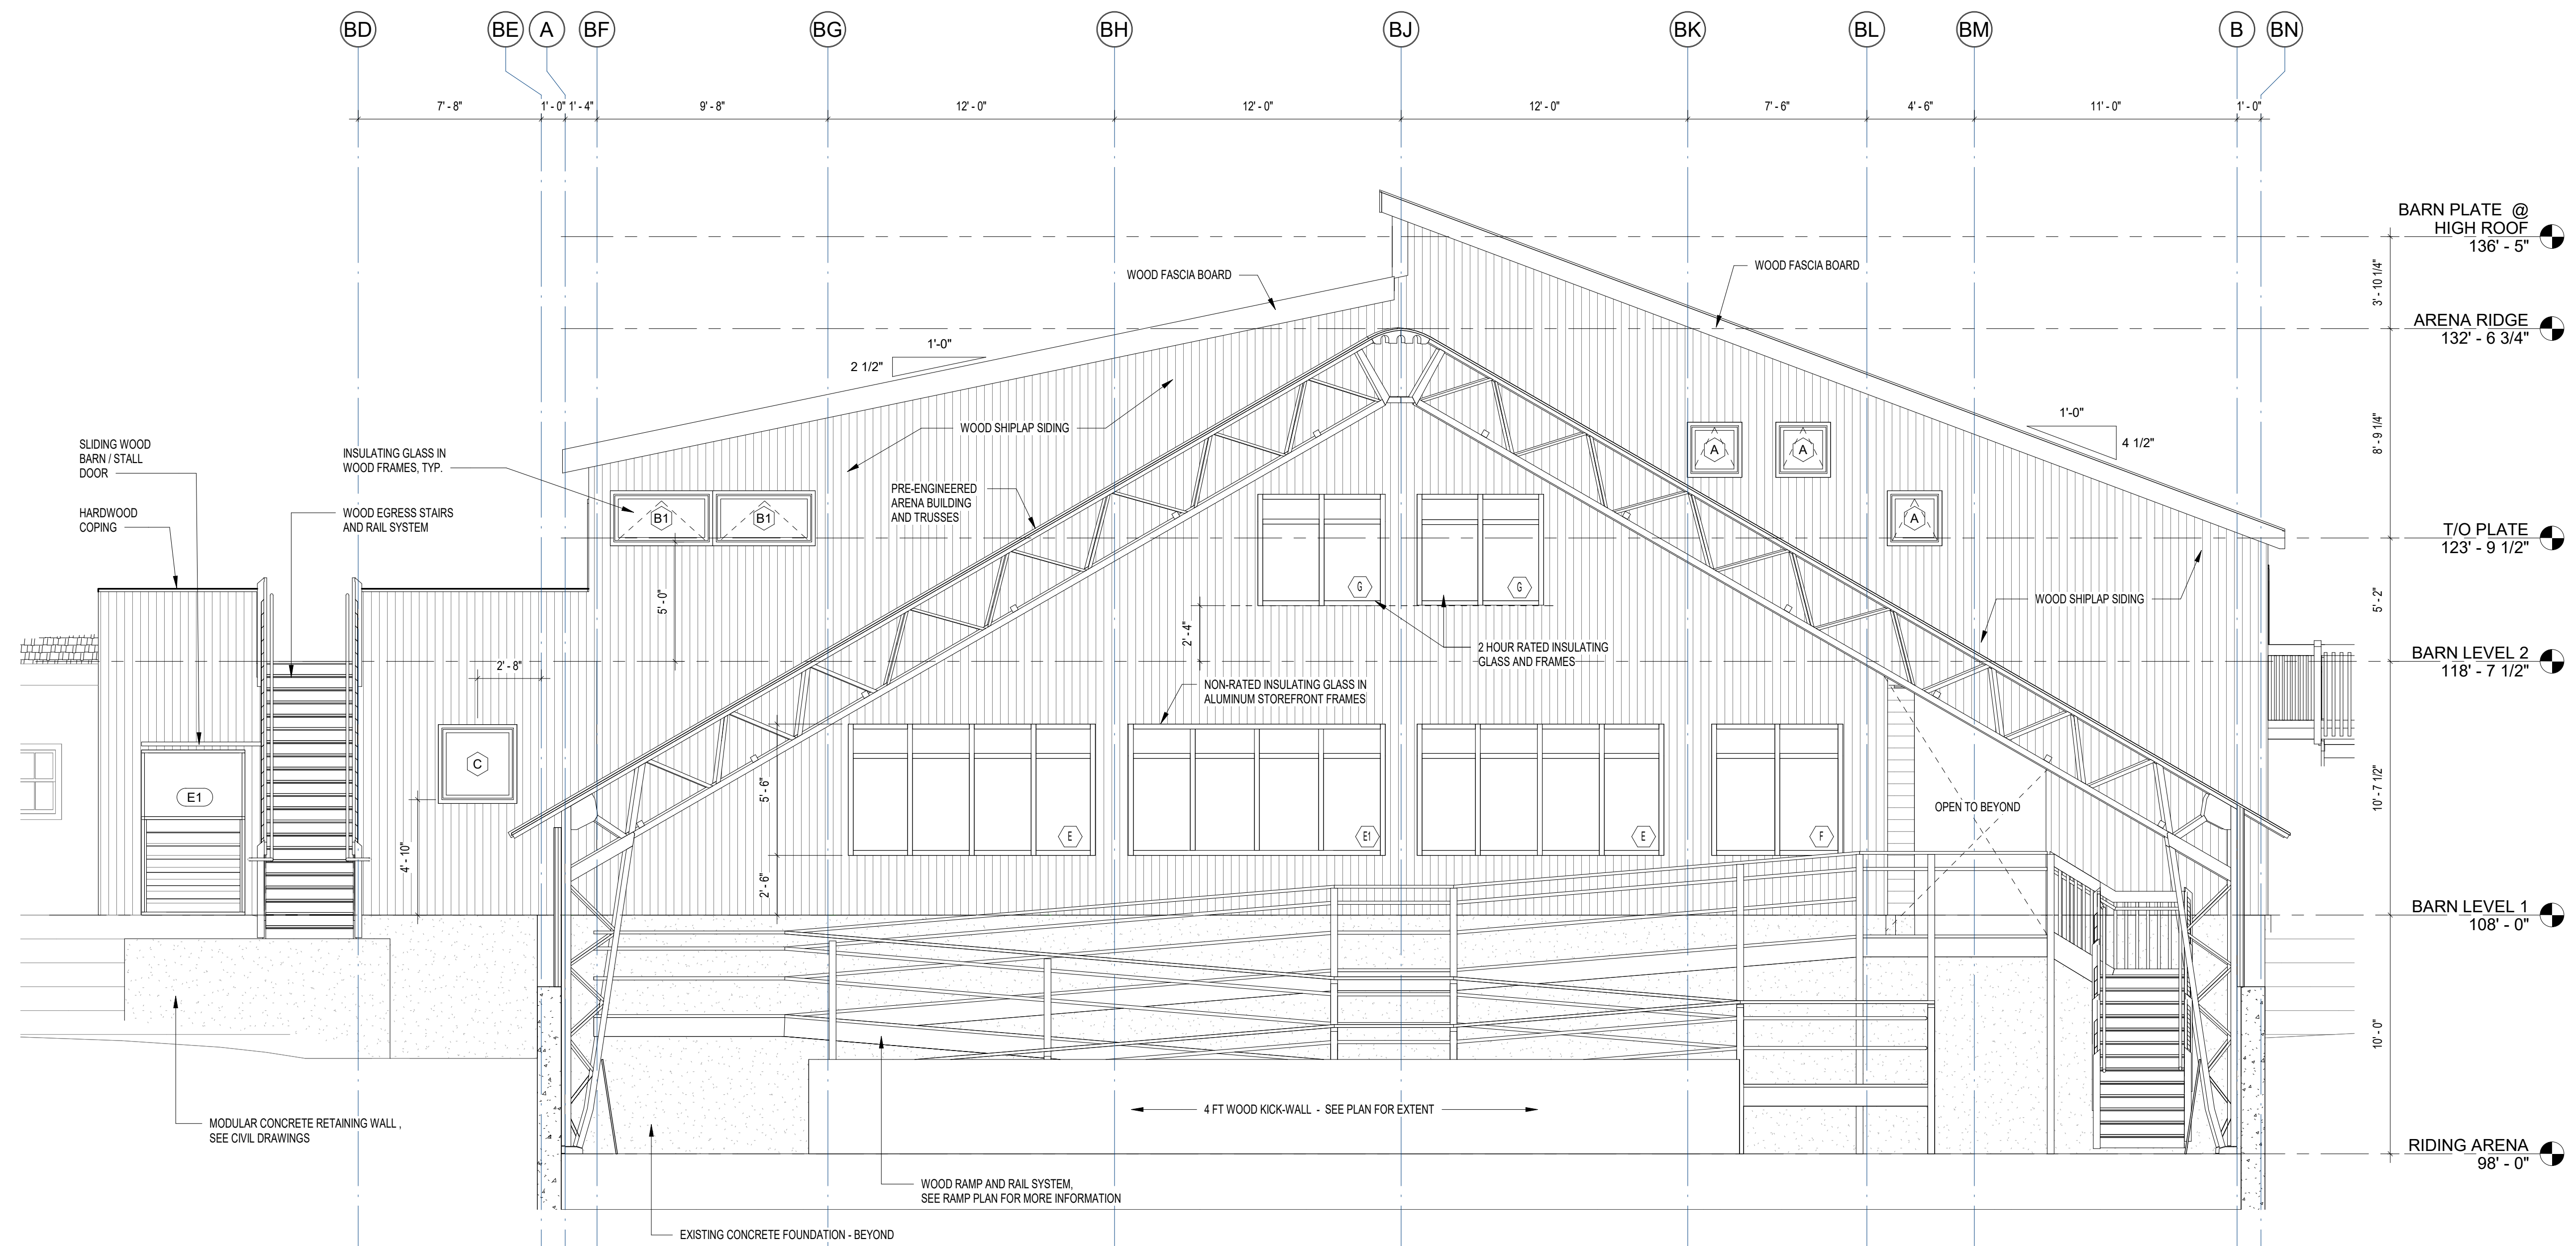 BD
BE
A
BF
BG
BH
BJ
BK
BL
BM
B
BN
7' - 8"
1' - 0"
1' - 4"
9' - 8"
12' - 0"
12' - 0"
12' - 0"
7' - 6"
4' - 6"
11' - 0"
1' - 0"
BARN PLATE @
HIGH ROOF
136' - 5"
3' - 10 1/4"
ARENA RIDGE
132' - 6 3/4"
8' - 9 1/4"
T/O PLATE
123' - 9 1/2"
5' - 2"
BARN LEVEL 2
118' - 7 1/2"
10' - 7 1/2"
BARN LEVEL 1
108' - 0"
10' - 0"
RIDING ARENA
98' - 0"
WOOD FASCIA BOARD
WOOD FASCIA BOARD
1'-0"
2 1/2"
1'-0"
4 1/2"
WOOD SHIPLAP SIDING
SLIDING WOOD
BARN / STALL
DOOR
INSULATING GLASS IN
WOOD FRAMES, TYP.
HARDWOOD
COPING
WOOD EGRESS STAIRS
AND RAIL SYSTEM
PRE-ENGINEERED
ARENA BUILDING
AND TRUSSES
B1
B1
A
A
A
G
G
5' - 0"
2' - 4"
WOOD SHIPLAP SIDING
2 HOUR RATED INSULATING
GLASS AND FRAMES
2' - 8"
NON-RATED INSULATING GLASS IN
ALUMINUM STOREFRONT FRAMES
C
E1
5' - 6"
E
E1
E
F
OPEN TO BEYOND
4' - 10"
2' - 6"
4 FT WOOD KICK-WALL - SEE PLAN FOR EXTENT
MODULAR CONCRETE RETAINING WALL ,
SEE CIVIL DRAWINGS
WOOD RAMP AND RAIL SYSTEM,
SEE RAMP PLAN FOR MORE INFORMATION
EXISTING CONCRETE FOUNDATION - BEYOND